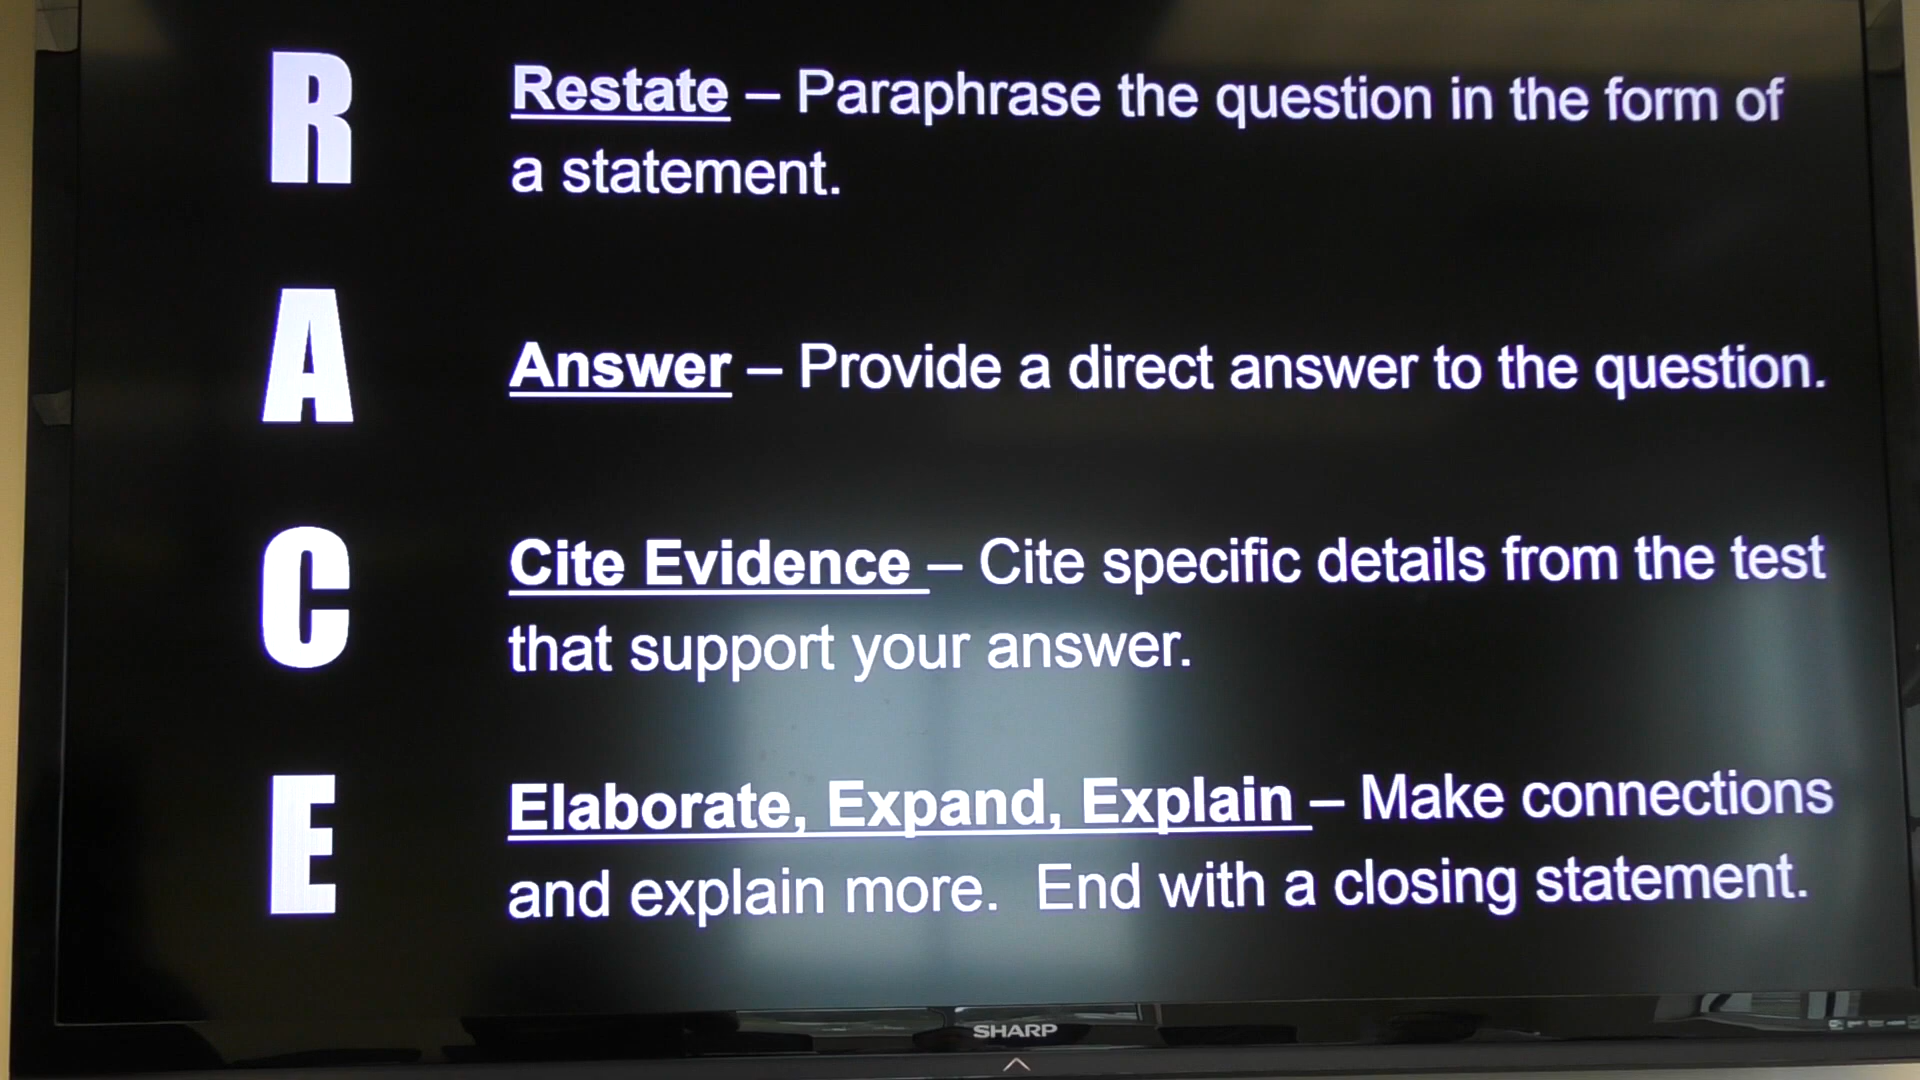 R Restate – Paraphrase the question in the form of
a statement.
A Answer – Provide a direct answer to the question.
C Cite Evidence – Cite specific details from the test
that support your answer.
E Elaborate, Expand, Explain – Make connections
and explain more. End with a closing statement.
SHARP